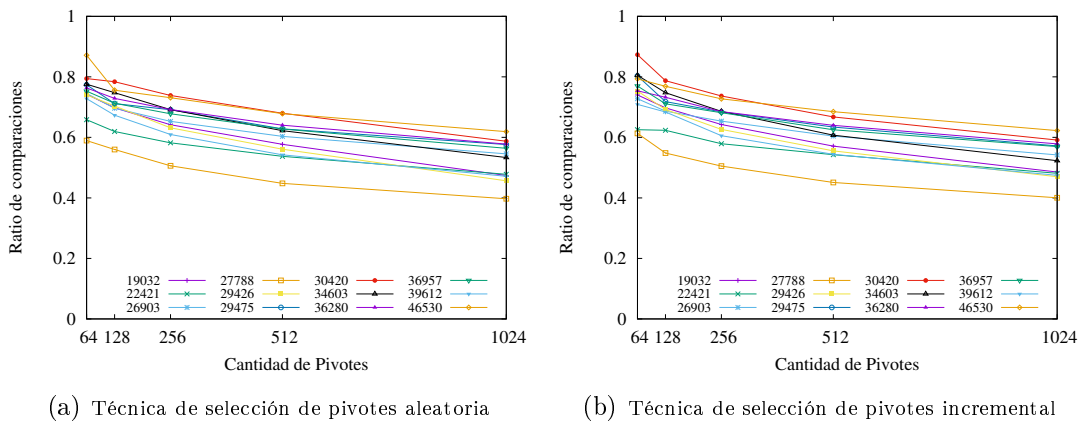 1
0.8
0.6
0.4
0.2
0
Ratio de comparaciones
19032 27788 30420 36957
22421 29426 34603 39612
26903 29475 36280 46530
64 128 256 512 1024
Cantidad de Pivotes
(a) Técnica de selección de pivotes aleatoria
1
0.8
0.6
0.4
0.2
0
Ratio de comparaciones
19032 27788 30420 36957
22421 29426 34603 39612
26903 29475 36280 46530
64 128 256 512 1024
Cantidad de Pivotes
(b) Técnica de selección de pivotes incremental